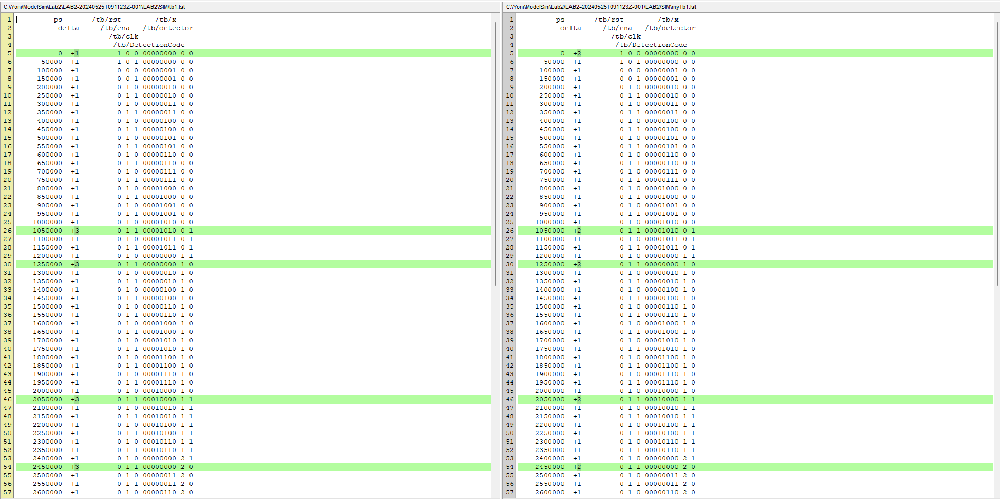 C:\Yoni\ModelSim\Lab2\LAB2-20240525T091123Z-001\LAB2\SIM\tb1.lst
1 ps /tb/rst /tb/x
2 delta /tb/ena /tb/detector
3 /tb/clk
4 /tb/DetectionCode
5 0 +1 1 0 0 00000000 0 0
6 50000 +1 1 0 1 00000000 0 0
7 100000 +1 0 0 0 00000001 0 0
8 150000 +1 0 0 1 00000001 0 0
9 200000 +1 0 1 0 00000010 0 0
10 250000 +1 0 1 1 00000010 0 0
11 300000 +1 0 1 0 00000011 0 0
12 350000 +1 0 1 1 00000011 0 0
13 400000 +1 0 1 0 00000100 0 0
14 450000 +1 0 1 1 00000100 0 0
15 500000 +1 0 1 0 00000101 0 0
16 550000 +1 0 1 1 00000101 0 0
17 600000 +1 0 1 0 00000110 0 0
18 650000 +1 0 1 1 00000110 0 0
19 700000 +1 0 1 0 00000111 0 0
20 750000 +1 0 1 1 00000111 0 0
21 800000 +1 0 1 0 00001000 0 0
22 850000 +1 0 1 1 00001000 0 0
23 900000 +1 0 1 0 00001001 0 0
24 950000 +1 0 1 1 00001001 0 0
25 1000000 +1 0 1 0 00001010 0 0
26 1050000 +3 0 1 1 00001010 0 1
27 1100000 +1 0 1 0 00001011 0 1
28 1150000 +1 0 1 1 00001011 0 1
29 1200000 +1 0 1 0 00000000 1 1
30 1250000 +3 0 1 1 00000000 1 0
31 1300000 +1 0 1 0 00000010 1 0
32 1350000 +1 0 1 1 00000010 1 0
33 1400000 +1 0 1 0 00000100 1 0
34 1450000 +1 0 1 1 00000100 1 0
35 1500000 +1 0 1 0 00000110 1 0
36 1550000 +1 0 1 1 00000110 1 0
37 1600000 +1 0 1 0 00001000 1 0
38 1650000 +1 0 1 1 00001000 1 0
39 1700000 +1 0 1 0 00001010 1 0
40 1750000 +1 0 1 1 00001010 1 0
41 1800000 +1 0 1 0 00001100 1 0
42 1850000 +1 0 1 1 00001100 1 0
43 1900000 +1 0 1 0 00001110 1 0
44 1950000 +1 0 1 1 00001110 1 0
45 2000000 +1 0 1 0 00010000 1 0
46 2050000 +3 0 1 1 00010000 1 1
47 2100000 +1 0 1 0 00010010 1 1
48 2150000 +1 0 1 1 00010010 1 1
49 2200000 +1 0 1 0 00010100 1 1
50 2250000 +1 0 1 1 00010100 1 1
51 2300000 +1 0 1 0 00010110 1 1
52 2350000 +1 0 1 1 00010110 1 1
53 2400000 +1 0 1 0 00000000 2 1
54 2450000 +3 0 1 1 00000000 2 0
55 2500000 +1 0 1 0 00000011 2 0
56 2550000 +1 0 1 1 00000011 2 0
57 2600000 +1 0 1 0 00000110 2 0
C:\Yoni\ModelSim\Lab2\LAB2-20240525T091123Z-001\LAB2\SIM\myTb1.lst
1 ps /tb/rst /tb/x
2 delta /tb/ena /tb/detector
3 /tb/clk
4 /tb/DetectionCode
5 0 +2 1 0 0 00000000 0 0
6 50000 +1 1 0 1 00000000 0 0
7 100000 +1 0 0 0 00000001 0 0
8 150000 +1 0 0 1 00000001 0 0
9 200000 +1 0 1 0 00000010 0 0
10 250000 +1 0 1 1 00000010 0 0
11 300000 +1 0 1 0 00000011 0 0
12 350000 +1 0 1 1 00000011 0 0
13 400000 +1 0 1 0 00000100 0 0
14 450000 +1 0 1 1 00000100 0 0
15 500000 +1 0 1 0 00000101 0 0
16 550000 +1 0 1 1 00000101 0 0
17 600000 +1 0 1 0 00000110 0 0
18 650000 +1 0 1 1 00000110 0 0
19 700000 +1 0 1 0 00000111 0 0
20 750000 +1 0 1 1 00000111 0 0
21 800000 +1 0 1 0 00001000 0 0
22 850000 +1 0 1 1 00001000 0 0
23 900000 +1 0 1 0 00001001 0 0
24 950000 +1 0 1 1 00001001 0 0
25 1000000 +1 0 1 0 00001010 0 0
26 1050000 +2 0 1 1 00001010 0 1
27 1100000 +1 0 1 0 00001011 0 1
28 1150000 +1 0 1 1 00001011 0 1
29 1200000 +1 0 1 0 00000000 1 1
30 1250000 +2 0 1 1 00000000 1 0
31 1300000 +1 0 1 0 00000010 1 0
32 1350000 +1 0 1 1 00000010 1 0
33 1400000 +1 0 1 0 00000100 1 0
34 1450000 +1 0 1 1 00000100 1 0
35 1500000 +1 0 1 0 00000110 1 0
36 1550000 +1 0 1 1 00000110 1 0
37 1600000 +1 0 1 0 00001000 1 0
38 1650000 +1 0 1 1 00001000 1 0
39 1700000 +1 0 1 0 00001010 1 0
40 1750000 +1 0 1 1 00001010 1 0
41 1800000 +1 0 1 0 00001100 1 0
42 1850000 +1 0 1 1 00001100 1 0
43 1900000 +1 0 1 0 00001110 1 0
44 1950000 +1 0 1 1 00001110 1 0
45 2000000 +1 0 1 0 00010000 1 0
46 2050000 +2 0 1 1 00010000 1 1
47 2100000 +1 0 1 0 00010010 1 1
48 2150000 +1 0 1 1 00010010 1 1
49 2200000 +1 0 1 0 00010100 1 1
50 2250000 +1 0 1 1 00010100 1 1
51 2300000 +1 0 1 0 00010110 1 1
52 2350000 +1 0 1 1 00010110 1 1
53 2400000 +1 0 1 0 00000000 2 1
54 2450000 +2 0 1 1 00000000 2 0
55 2500000 +1 0 1 0 00000011 2 0
56 2550000 +1 0 1 1 00000011 2 0
57 2600000 +1 0 1 0 00000110 2 0